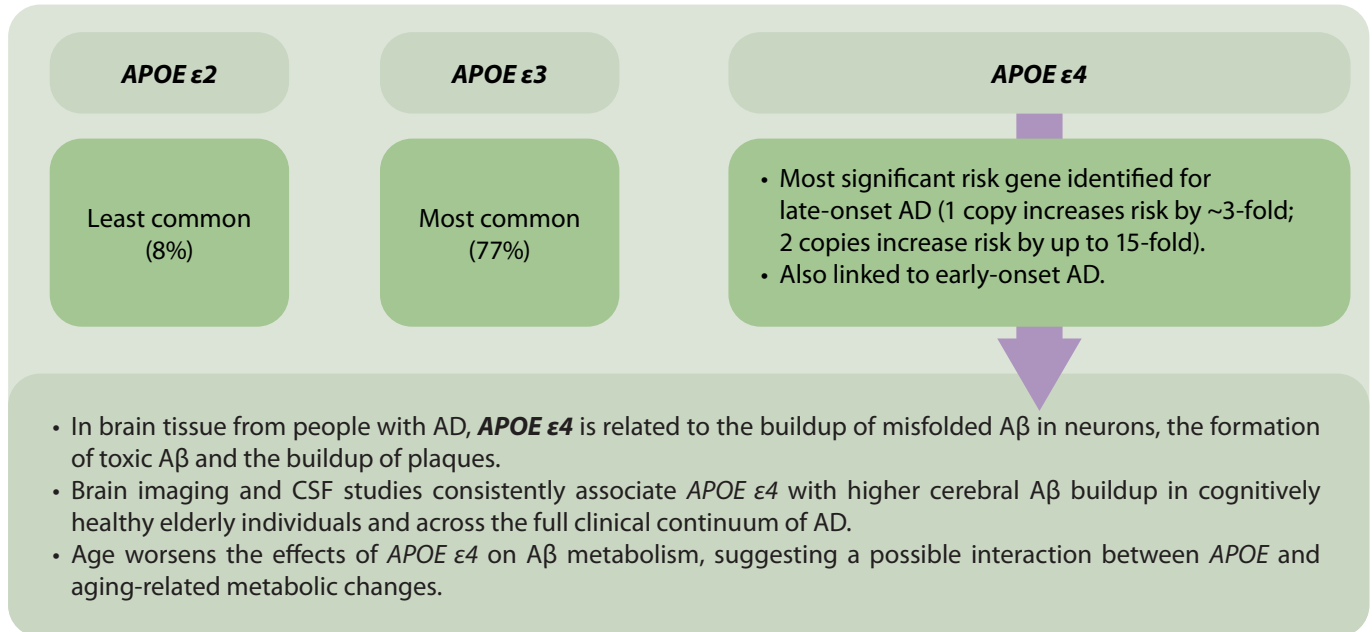 APOE ε2
APOE ε3
APOE ε4
Least common
(8%)
Most common
(77%)
• Most significant risk gene identified for
late-onset AD (1 copy increases risk by ~3-fold;
2 copies increase risk by up to 15-fold).
• Also linked to early-onset AD.
• In brain tissue from people with AD, APOE ε4 is related to the buildup of misfolded Aβ in neurons, the formation
of toxic Aβ and the buildup of plaques.
• Brain imaging and CSF studies consistently associate APOE ε4 with higher cerebral Aβ buildup in cognitively
healthy elderly individuals and across the full clinical continuum of AD.
• Age worsens the effects of APOE ε4 on Aβ metabolism, suggesting a possible interaction between APOE and
aging-related metabolic changes.